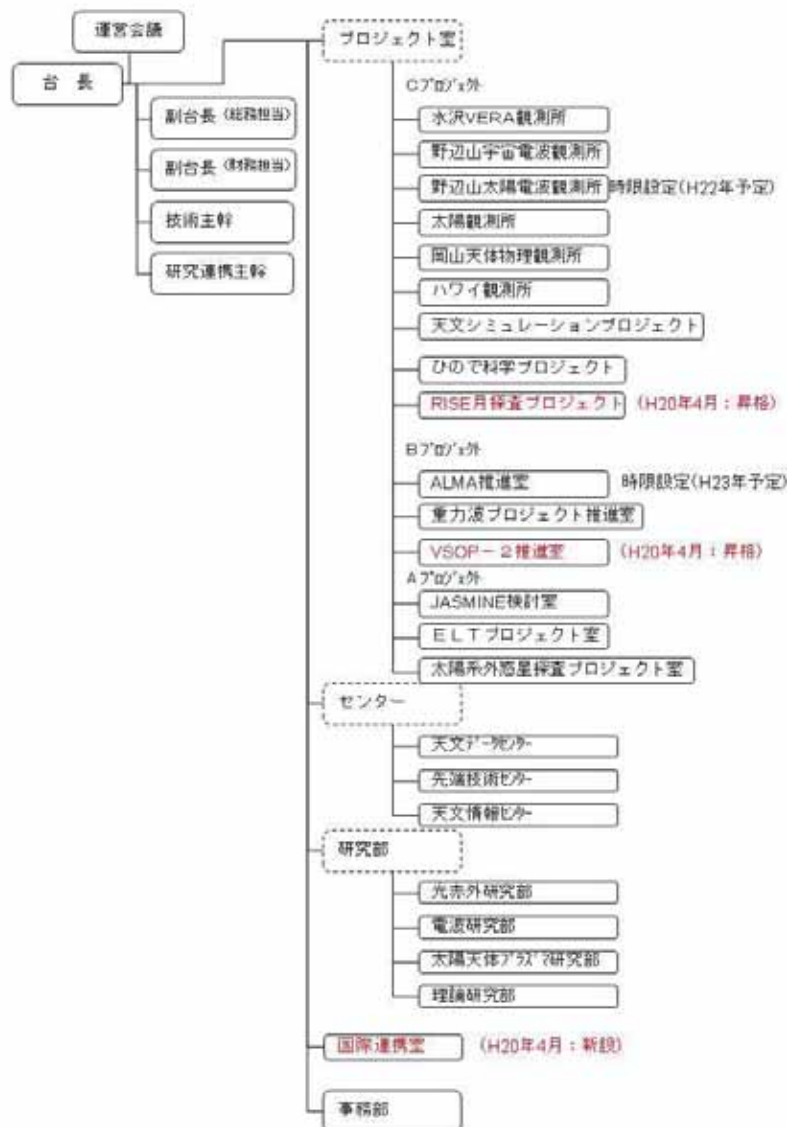 運営会議
台　長
副台長（総務担当）
副台長（財務担当）
技術主幹
研究連携主幹
プロジェクト室
Cプロジェクト
水沢VERA観測所
野辺山宇宙電波観測所
野辺山太陽電波観測所 時限設定(H22年予定)
太陽観測所
岡山天体物理観測所
ハワイ観測所
天文シミュレーションプロジェクト
ひので科学プロジェクト
RISE月探査プロジェクト （H20年4月：昇格）
Bプロジェクト
ALMA推進室 時限設定(H23年予定)
重力波プロジェクト推進室
VSOP－2推進室 （H20年4月：昇格）
Aプロジェクト
JASMINE検討室
ELTプロジェクト室
太陽系外惑星探査プロジェクト室
センター
天文データセンター
先端技術センター
天文情報センター
研究部
光赤外研究部
電波研究部
太陽天体プラズマ研究部
理論研究部
国際連携室 （H20年4月：新設）
事務部